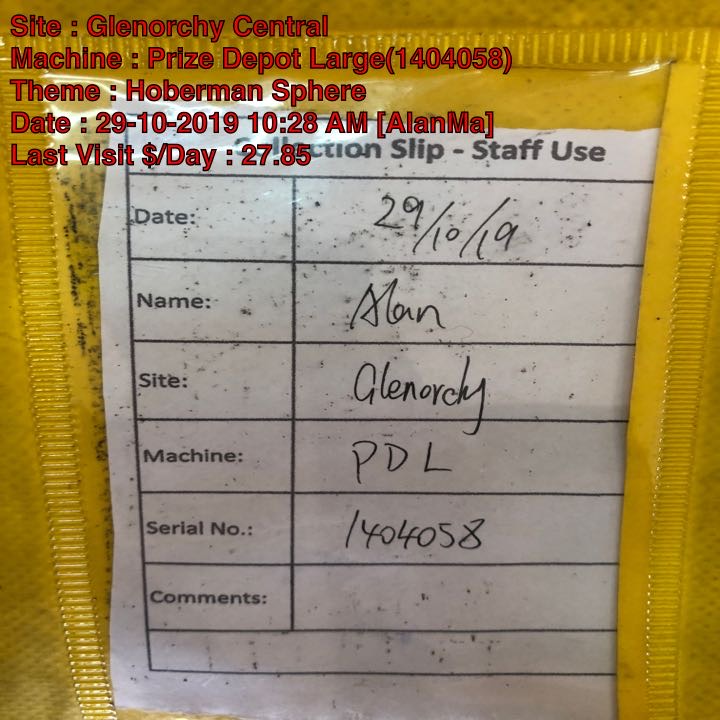 Site : Glenorchy Central
Machine : Prize Depot Large(1404058)
Theme : Hoberman Sphere
Date : 29-10-2019 10:28 AM [AlanMa]
Last Visit $/Day : 27.85
Collection Slip - Staff Use
Date: 29/10/19
Name: Alan
Site: Glenorchy
Machine: PDL
Serial No.: 1404058
Comments: